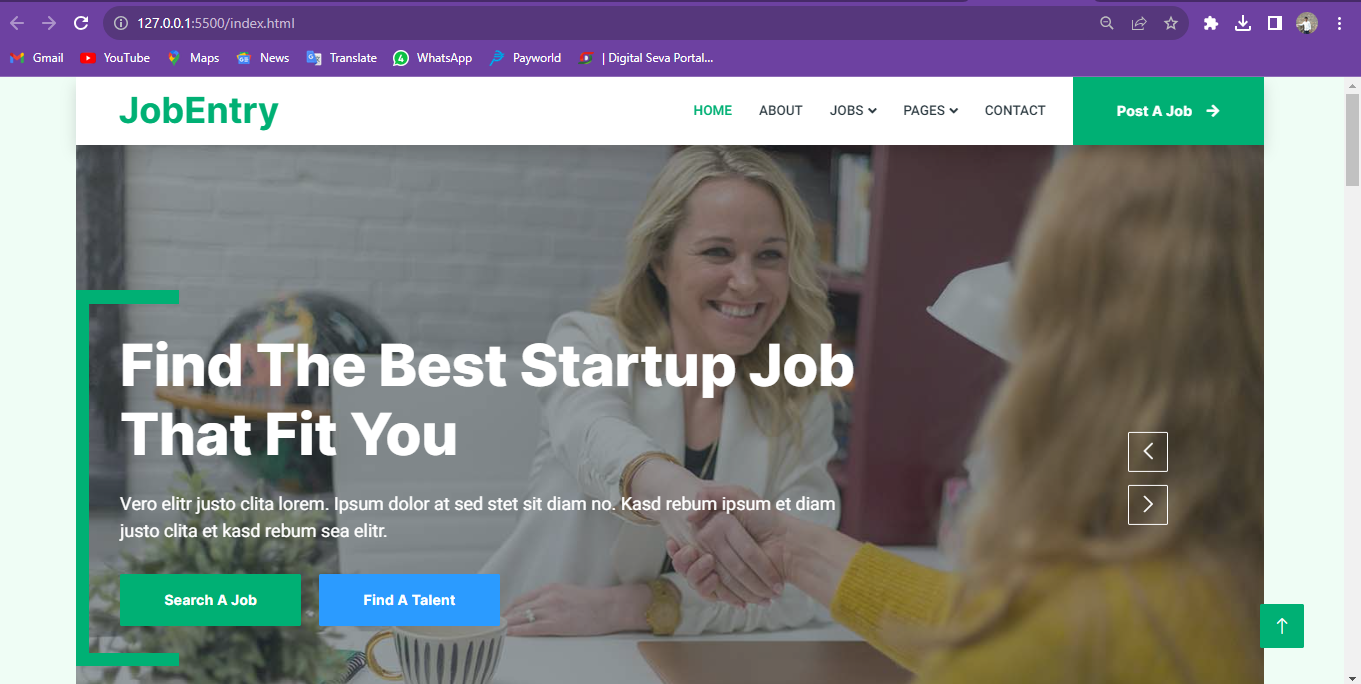 127.0.0.1:5500/index.html
Gmail YouTube Maps News Translate WhatsApp Payworld | Digital Seva Portal...
JobEntry HOME ABOUT JOBS PAGES CONTACT Post A Job
Find The Best Startup Job
That Fit You
Vero elitr justo clita lorem. Ipsum dolor at sed stet sit diam no. Kasd rebum ipsum et diam
justo clita et kasd rebum sea elitr.
Search A Job Find A Talent